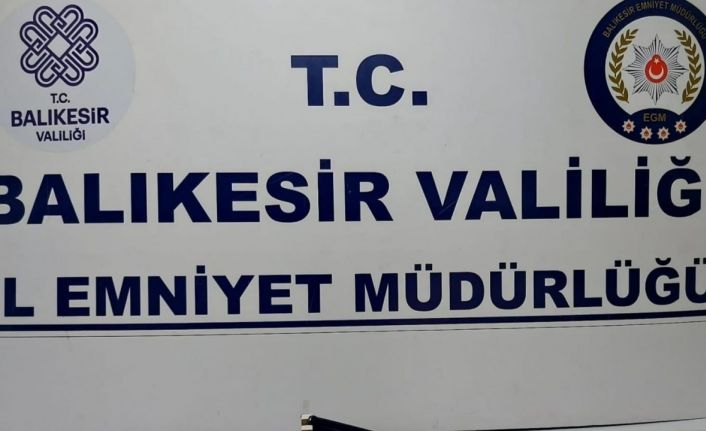 T.C.
BALIKESİR
VALİLİĞİ
T.C.
BALIKESİR EMNİYET MÜDÜRLÜĞÜ
EGM
BALIKESİR VALİLİĞ
L EMNİYET MÜDÜRLÜĞÜ